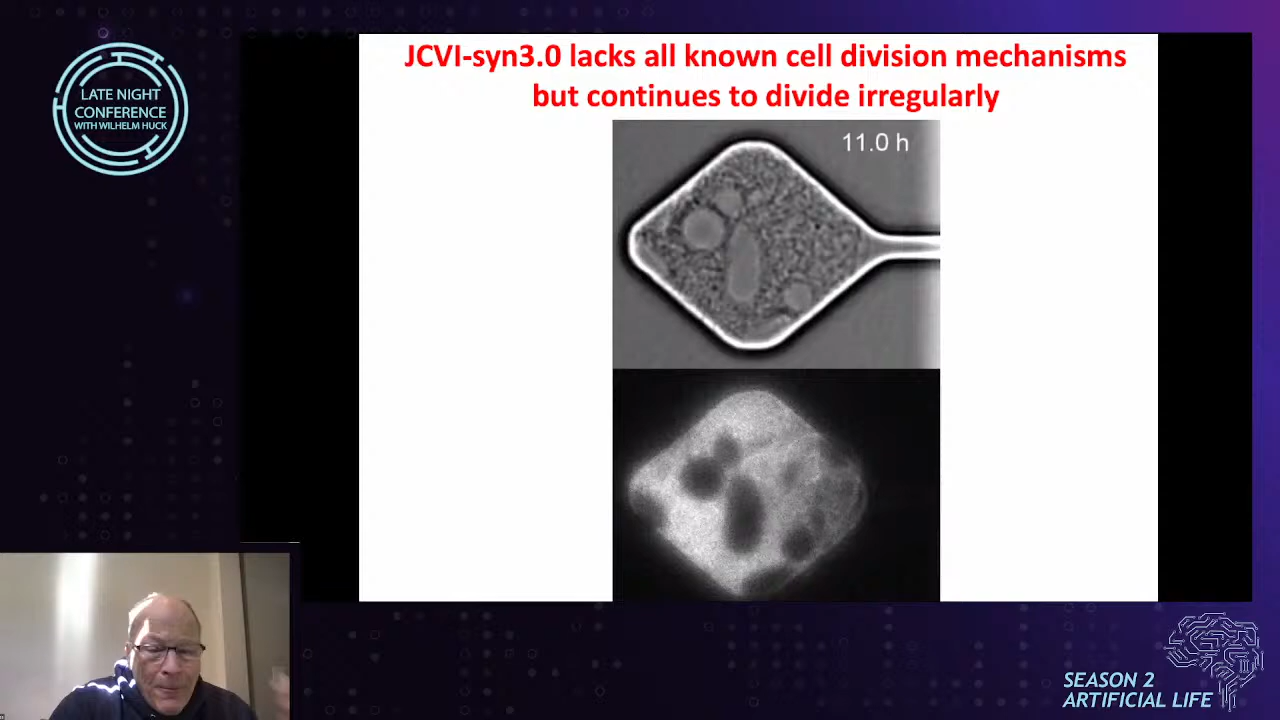 LATE NIGHT
CONFERENCE
WITH WILHELM HUCK
JCVI-syn3.0 lacks all known cell division mechanisms
but continues to divide irregularly
11.0 h
SEASON 2
ARTIFICIAL LIFE